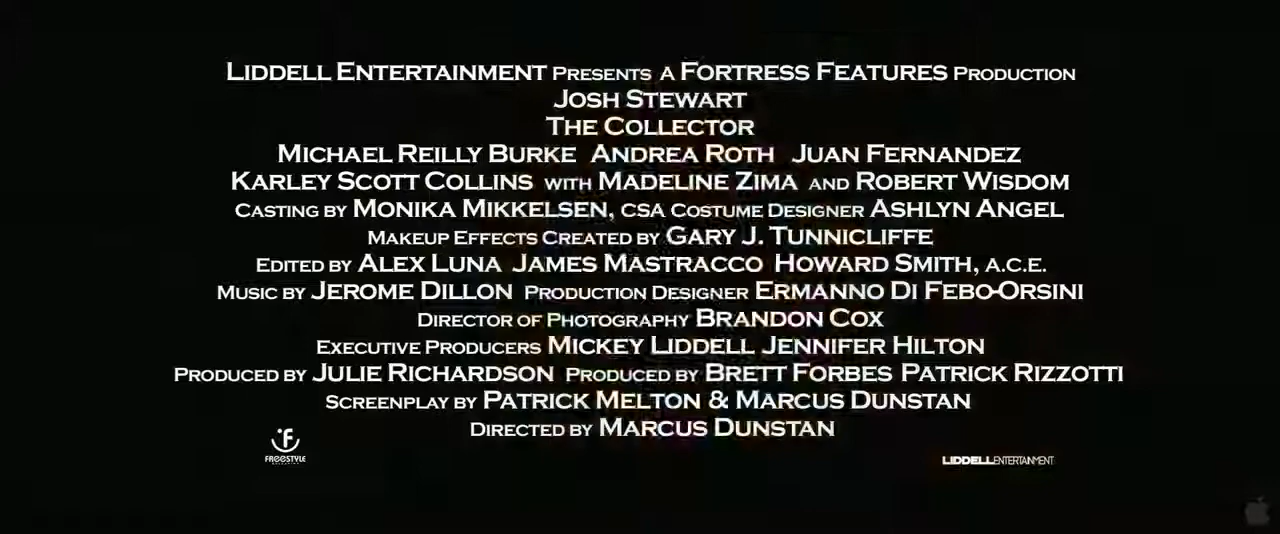 LIDDELL ENTERTAINMENT PRESENTS A FORTRESS FEATURES PRODUCTION
JOSH STEWART
THE COLLECTOR
MICHAEL REILLY BURKE ANDREA ROTH JUAN FERNANDEZ
KARLEY SCOTT COLLINS WITH MADELINE ZIMA AND ROBERT WISDOM
CASTING BY MONIKA MIKKELSEN, CSA COSTUME DESIGNER ASHLYN ANGEL
MAKEUP EFFECTS CREATED BY GARY J. TUNNICLIFFE
EDITED BY ALEX LUNA JAMES MASTRACCO HOWARD SMITH, A.C.E.
MUSIC BY JEROME DILLON PRODUCTION DESIGNER ERMANNO DI FEBO-ORSINI
DIRECTOR OF PHOTOGRAPHY BRANDON COX
EXECUTIVE PRODUCERS MICKEY LIDDELL JENNIFER HILTON
PRODUCED BY JULIE RICHARDSON PRODUCED BY BRETT FORBES PATRICK RIZZOTTI
SCREENPLAY BY PATRICK MELTON & MARCUS DUNSTAN
DIRECTED BY MARCUS DUNSTAN
FREESTYLE
LIDDELLENTERTAINMENT